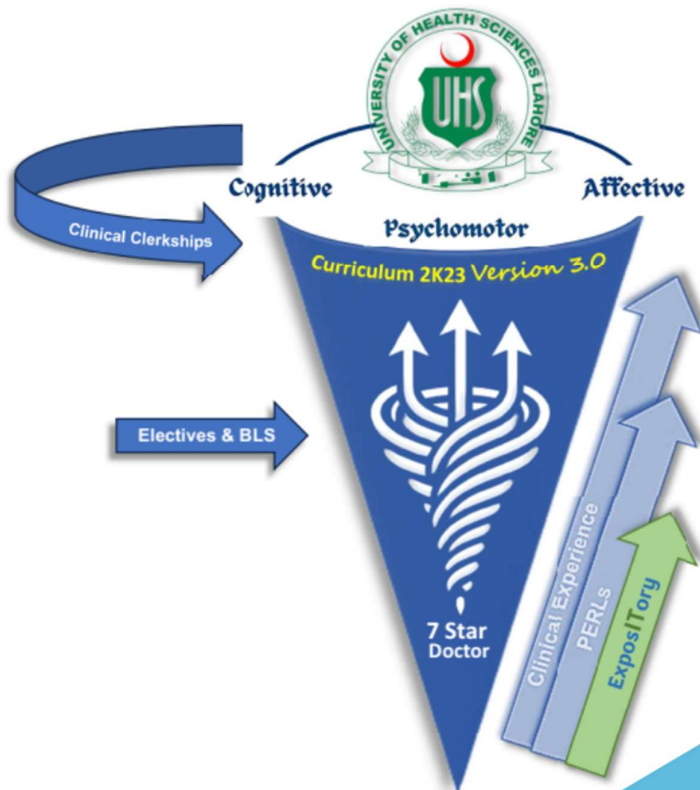 UNIVERSITY OF HEALTH SCIENCES LAHORE
UHS
Cognitive
Affective
Psychomotor
Clinical Clerkships
Curriculum 2K23 Version 3.0
Electives & BLS
7 Star
Doctor
Clinical Experience
PERLs
ExposITory